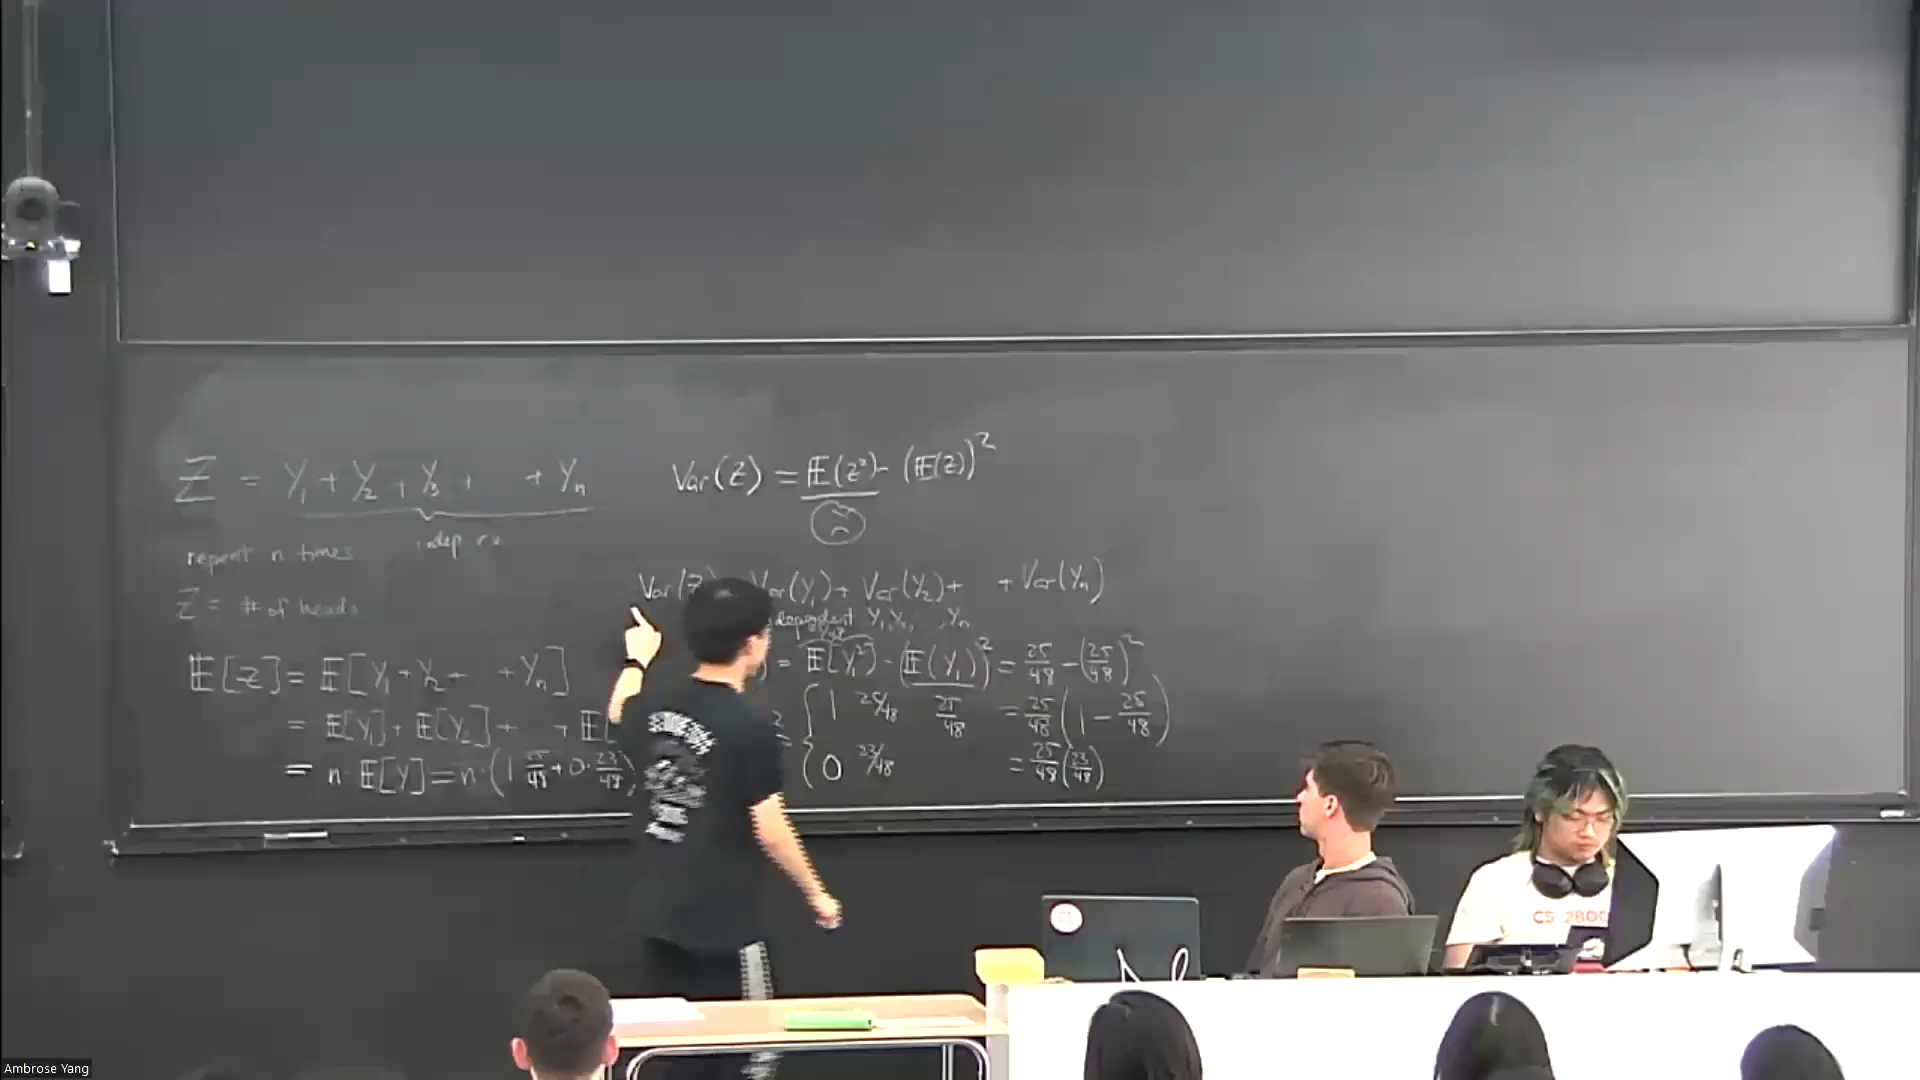 Z = Y₁ + Y₂ + Y₃ + + Yₙ
indep r.v.
repeat n times
Z = # of heads
E[Z] = E[Y₁ + Y₂ + + Yₙ]
= E[Y₁] + E[Y₂] + + E[
= n · E[Y] = n · (1 25/48 + 0 · 23/48)
Var(Z) = E(Z²) - (E(Z))²
Var(Z) Var(Y₁) + Var(Y₂) + + Var(Yₙ)
dependent Y₁, Y₂, , Yₙ
) = E[Y₁²] - (E(Y₁))² = 25/48 - (25/48)²
² = { 1 25/48 25/48 = 25/48 (1 - 25/48)
0 23/48 = 25/48 (23/48)
Ambrose Yang